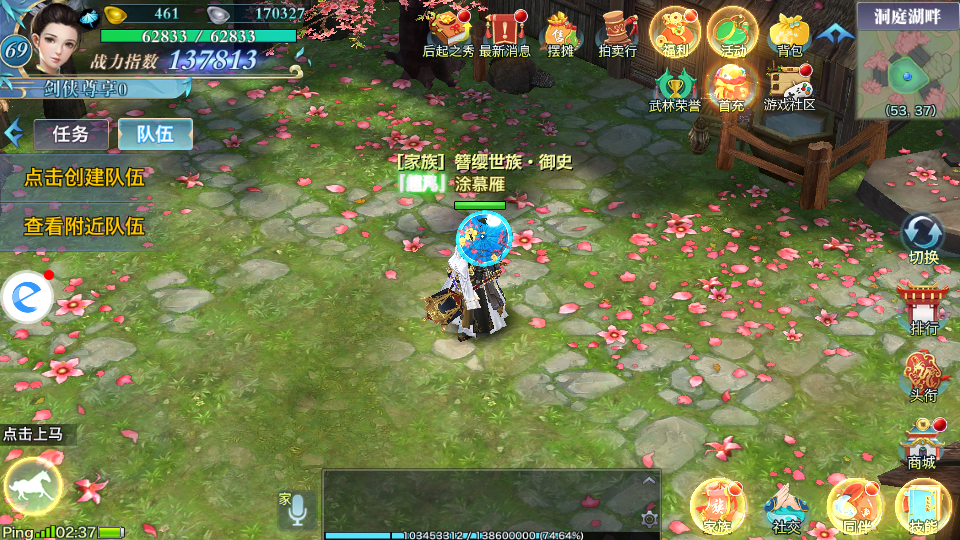 461 170327
69
62833 / 62833
战力指数 137813
剑侠尊享0
后起之秀 最新消息 摆摊 拍卖行 福利 活动 背包
武林荣誉 首充 游戏社区
洞庭湖畔
(53, 37)
任务 队伍
点击创建队伍
查看附近队伍
[家族] 簪缨世族·御史
涂慕雁
切换
排行
头衔
商城
点击上马
家
家族 社交 同伴 技能
Ping 02:37
103453312 / 138600000 (74.64%)